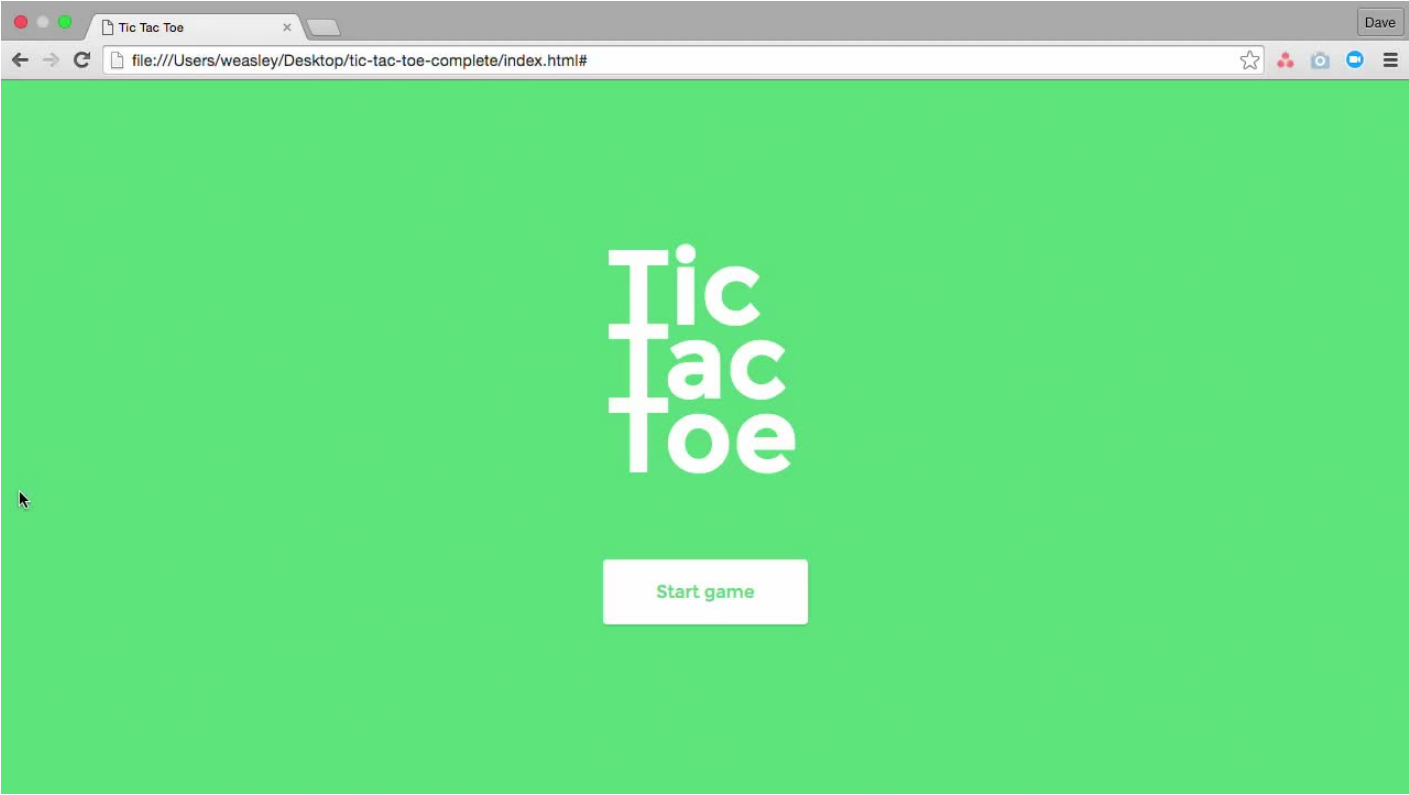 Tic Tac Toe
Dave
file:///Users/weasley/Desktop/tic-tac-toe-complete/index.html#
Tic
Tac
Toe
Start game